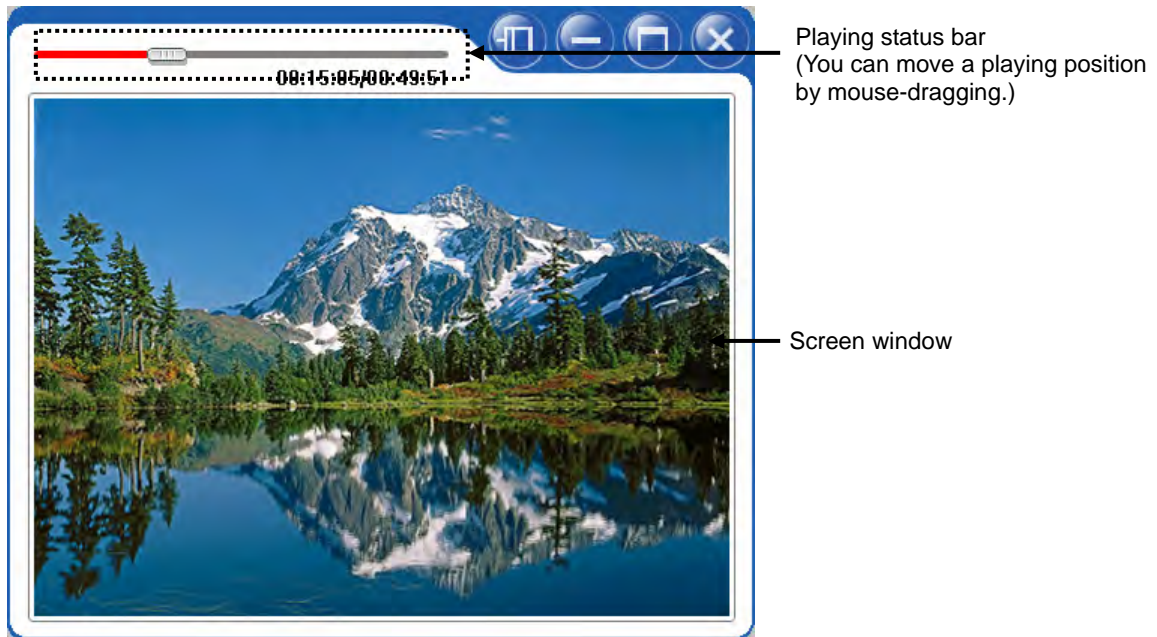 Playing status bar
(You can move a playing position
by mouse-dragging.)
00:15:05/00:49:51
Screen window